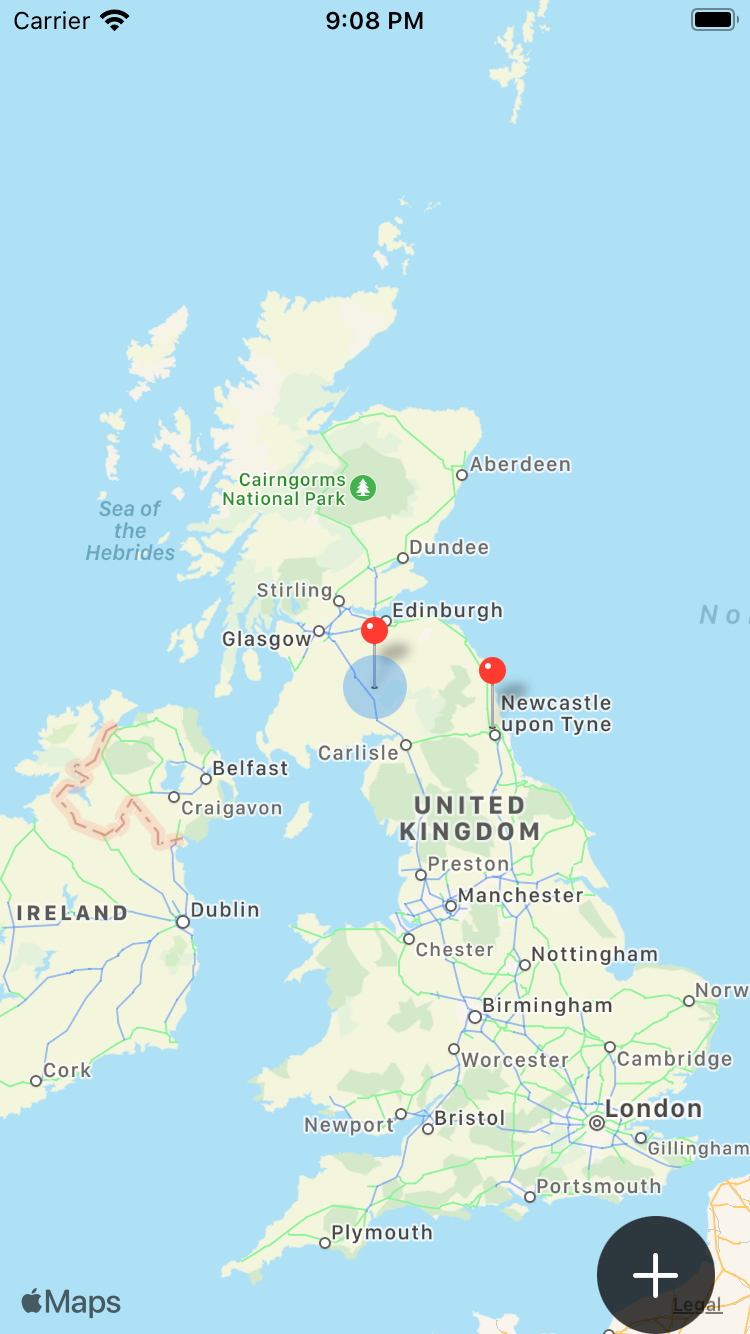 Carrier
9:08 PM
Aberdeen
Cairngorms
National Park
Sea of
the
Hebrides
Dundee
Stirling
Edinburgh
Glasgow
Newcastle
upon Tyne
Carlisle
Belfast
Craigavon
UNITED
KINGDOM
Preston
Manchester
IRELAND
Dublin
Chester
Nottingham
Birmingham
Worcester
Cambridge
Cork
London
Newport
Bristol
Gillingham
Portsmouth
Plymouth
Maps
Legal